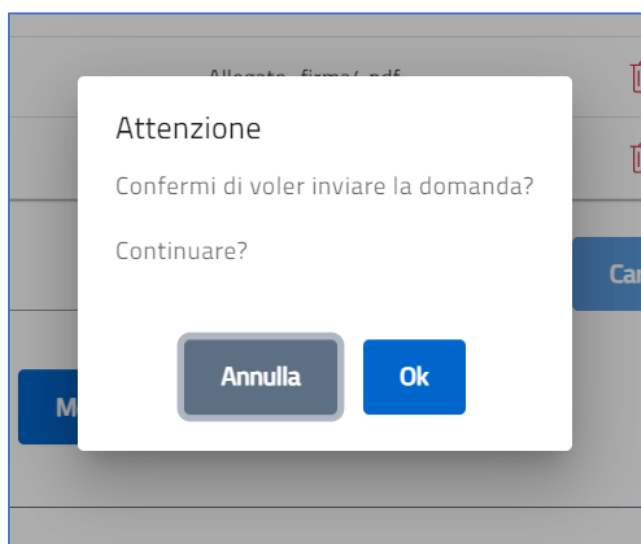 Attenzione
Confermi di voler inviare la domanda?
Continuare?
Annulla
Ok